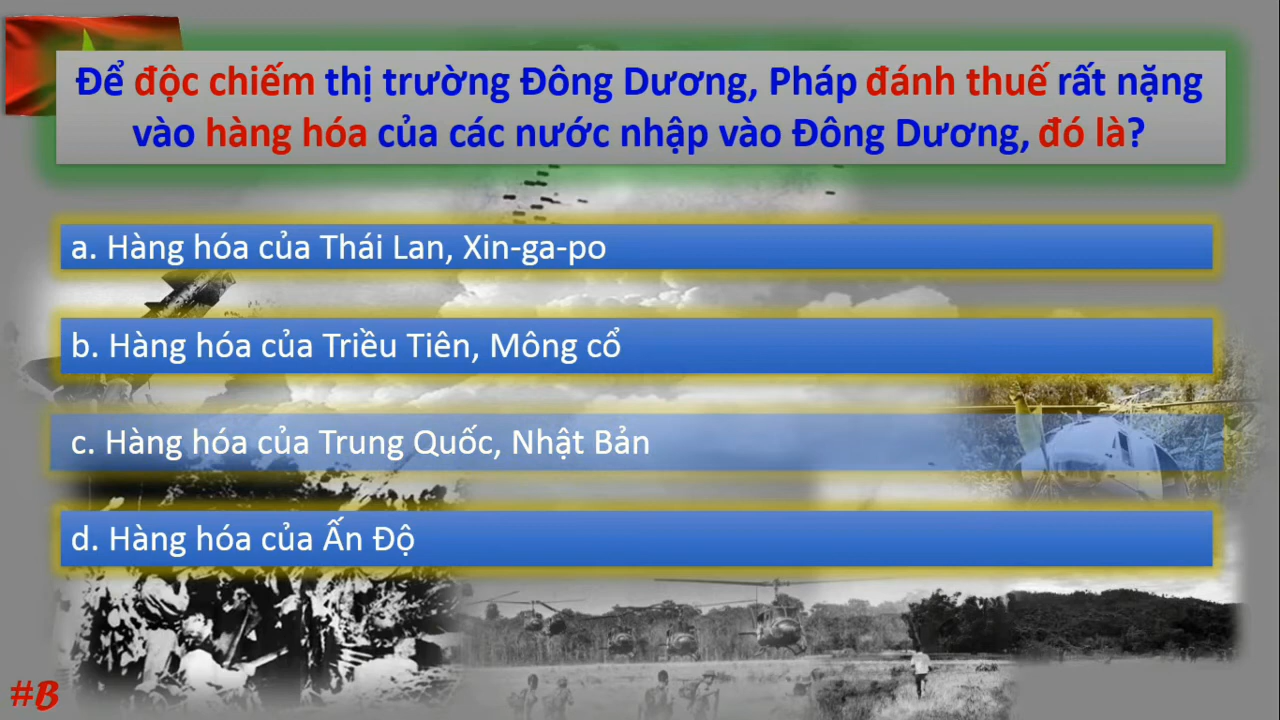 Để độc chiếm thị trường Đông Dương, Pháp đánh thuế rất nặng
vào hàng hóa của các nước nhập vào Đông Dương, đó là?
a. Hàng hóa của Thái Lan, Xin-ga-po
b. Hàng hóa của Triều Tiên, Mông cổ
c. Hàng hóa của Trung Quốc, Nhật Bản
d. Hàng hóa của Ấn Độ
#B